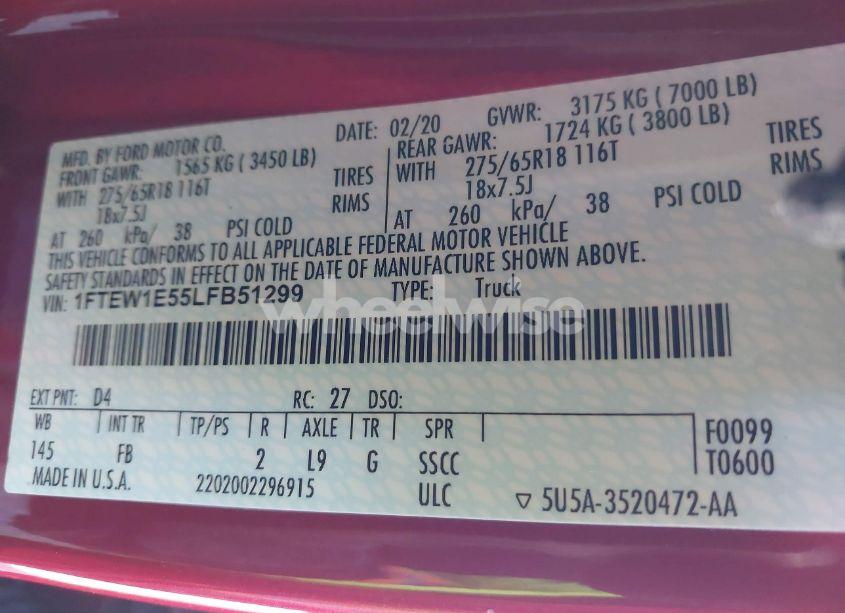 MFD. BY FORD MOTOR CO.
DATE: 02/20
GVWR: 3175 KG ( 7000 LB)
FRONT GAWR: 1565 KG ( 3450 LB)
REAR GAWR: 1724 KG ( 3800 LB)
WITH 275/65R18 116T TIRES
WITH 275/65R18 116T TIRES
18x7.5J RIMS
18x7.5J RIMS
AT 260 kPa/ 38 PSI COLD
AT 260 kPa/ 38 PSI COLD
THIS VEHICLE CONFORMS TO ALL APPLICABLE FEDERAL MOTOR VEHICLE
SAFETY STANDARDS IN EFFECT ON THE DATE OF MANUFACTURE SHOWN ABOVE.
VIN: 1FTEW1E55LFB51299 TYPE: Truck
wheelwise
EXT PNT: D4 RC: 27 DSO:
WB INT TR TP/PS R AXLE TR SPR
145 FB 2 L9 G SSCC
F0099
T0600
MADE IN U.S.A. 2202002296915 ULC ▽ 5U5A-3520472-AA